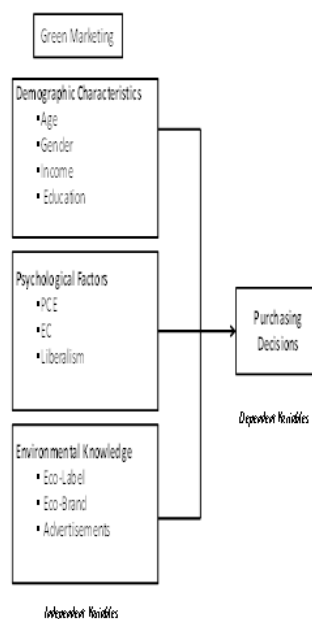 Green Marketing
Demographic Characteristics
▪Age
▪Gender
▪Income
▪Education
Psychological Factors
▪PCE
▪EC
▪Liberalism
Purchasing
Decisions
Dependent Variables
Environmental Knowledge
▪Eco-Label
▪Eco-Brand
▪Advertisements
Independent Variables